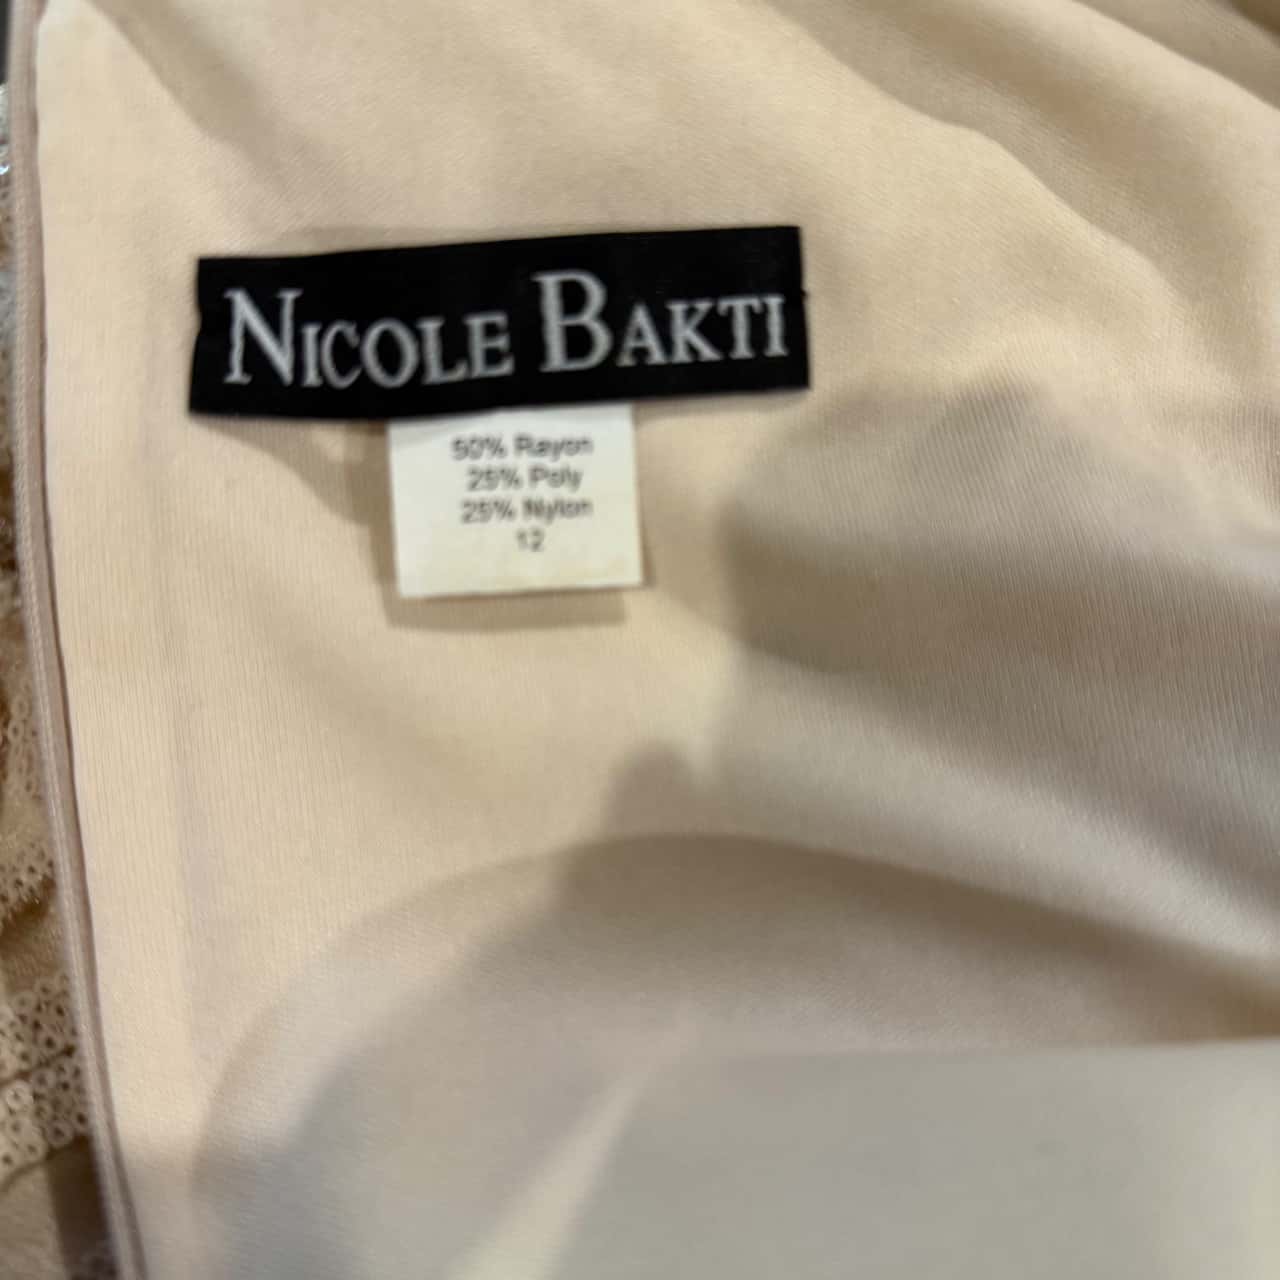 NICOLE BAKTI
50% Rayon
25% Poly
25% Nylon
12